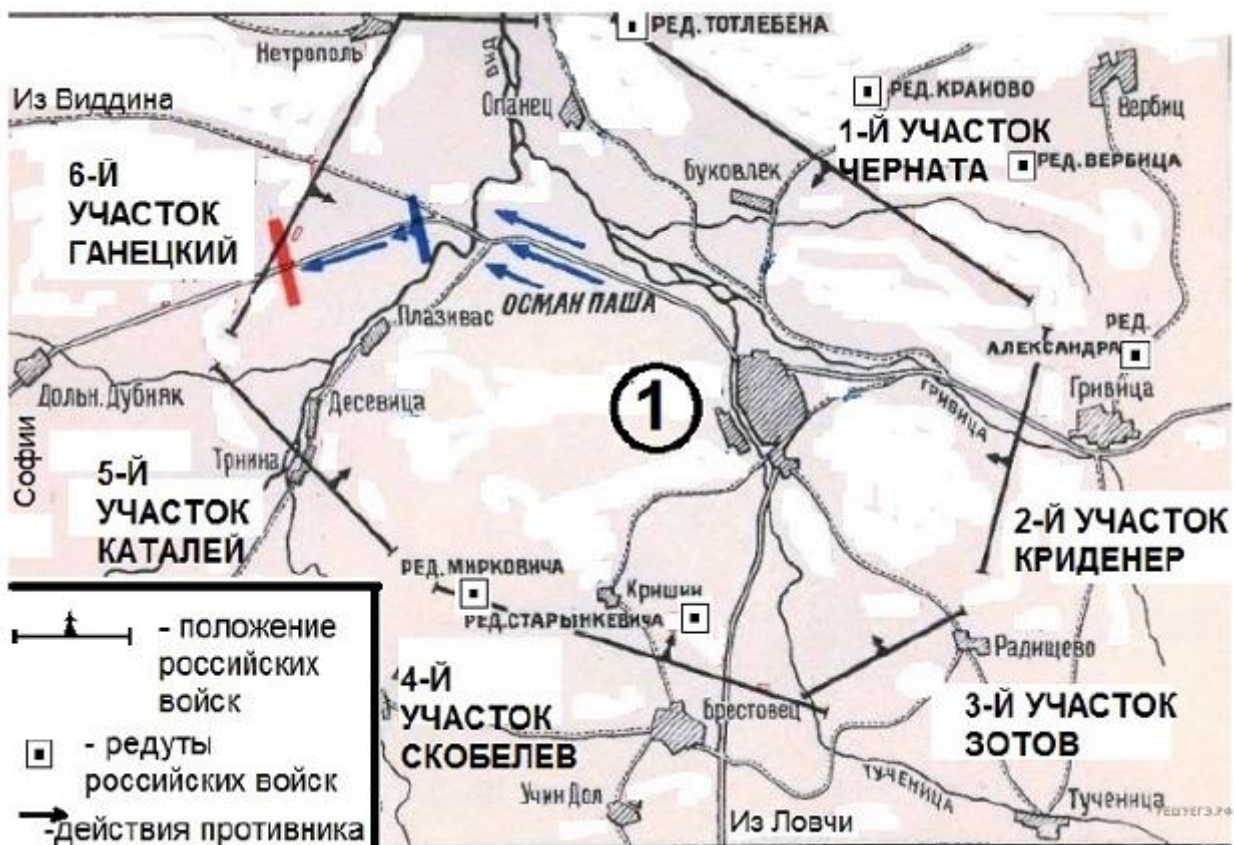 РЕД. ТОТЛЕБЕНА
Нетрополь
ВИД
РЕД. КРАНОВО
Из Виддина
Опанец
Вербиц
1-Й УЧАСТОК
ЧЕРНАТА
РЕД. ВЕРБИЦА
Буковлек
6-Й
УЧАСТОК
ГАНЕЦКИЙ
ОСМАН ПАША
Плазивас
РЕД.
АЛЕКСАНДРА
Дольн. Дубняк
Десевица
1
ГРИВИЦА
Гривица
Софии
Трнина
5-Й
УЧАСТОК
КАТАЛЕЙ
2-Й УЧАСТОК
КРИДЕНЕР
РЕД. МИРКОВИЧА
Кришин
РЕД. СТАРЫНКЕВИЧА
Радищево
4-Й
УЧАСТОК
СКОБЕЛЕВ
Брестовец
3-Й УЧАСТОК
ЗОТОВ
ТУЧЕНИЦА
Учин Дол
Из Ловчи
Тученица
РЕШУЕГЭ.РФ
- положение
российских
войск
- редуты
российских войск
-действия противника